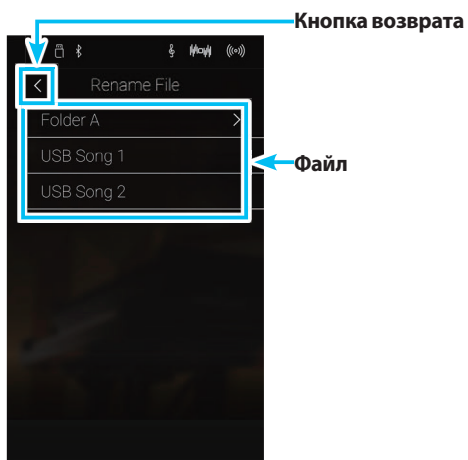 Кнопка возврата
Rename File
Folder A
USB Song 1
Файл
USB Song 2